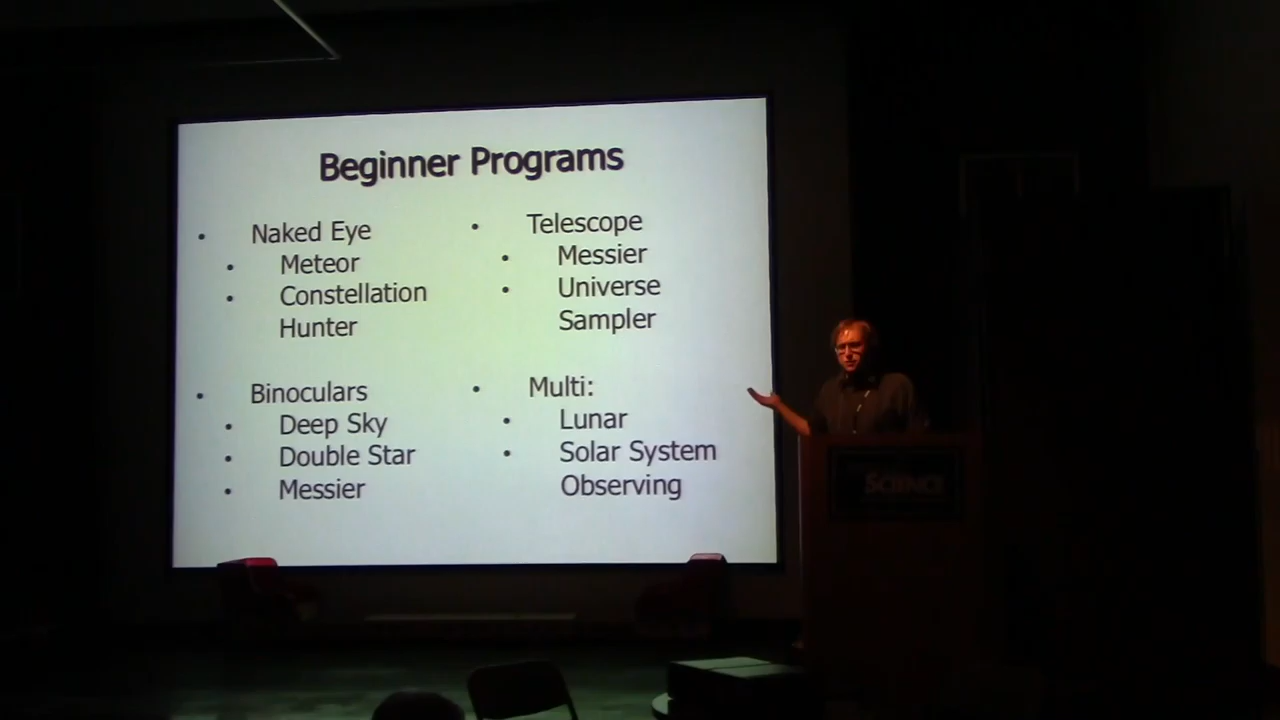 Beginner Programs
• Naked Eye
• Meteor
• Constellation
Hunter
• Binoculars
• Deep Sky
• Double Star
• Messier
• Telescope
• Messier
• Universe
Sampler
• Multi:
• Lunar
• Solar System
Observing
SCIENCE